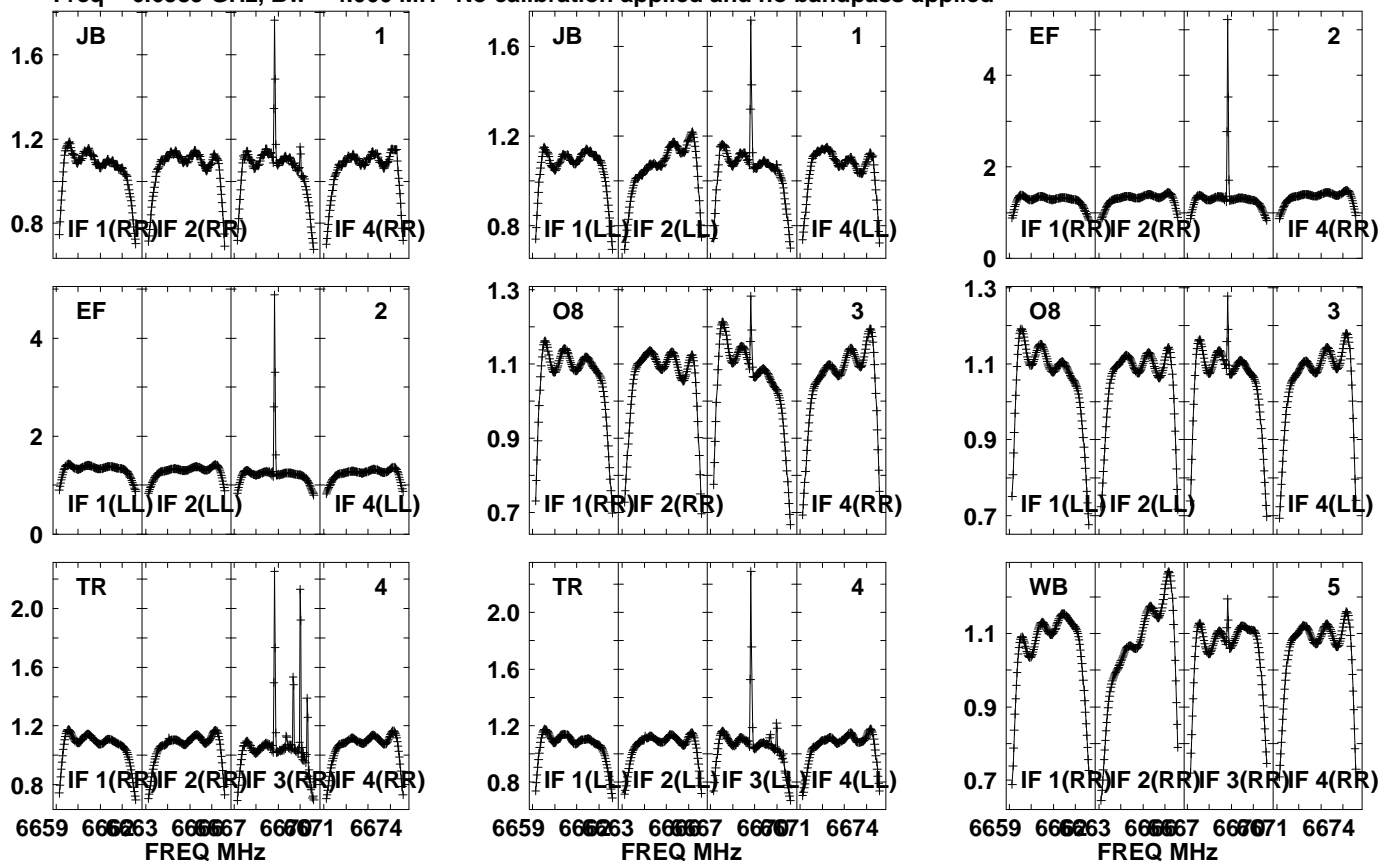 Freq GHz, No calibration applied and no bandpass applied
JB 1
1.6
1.2
0.8
IF 1(RR) IF 2(RR) IF 4(RR)
JB 1
1.6
1.2
0.8
IF 1(LL) IF 2(LL) IF 4(LL)
EF 2
4
2
0
IF 1(RR) IF 2(RR) IF 4(RR)
EF 2
4
2
0
IF 1(LL) IF 2(LL) IF 4(LL)
O8 3
1.3
1.1
0.9
0.7
IF 1(RR) IF 2(RR) IF 4(RR)
O8 3
1.3
1.1
0.9
0.7
IF 1(LL) IF 2(LL) IF 4(LL)
TR 4
2.0
1.6
1.2
0.8
IF 1(RR) IF 2(RR) IF 3(RR) IF 4(RR)
6659 6674
FREQ MHz
TR 4
2.0
1.6
1.2
0.8
IF 1(LL) IF 2(LL) IF 3(LL) IF 4(LL)
6659 6674
WB 5
1.1
0.9
0.7
IF 1(RR) IF 2(RR) IF 3(RR) IF 4(RR)
6659 6674
FREQ MHz